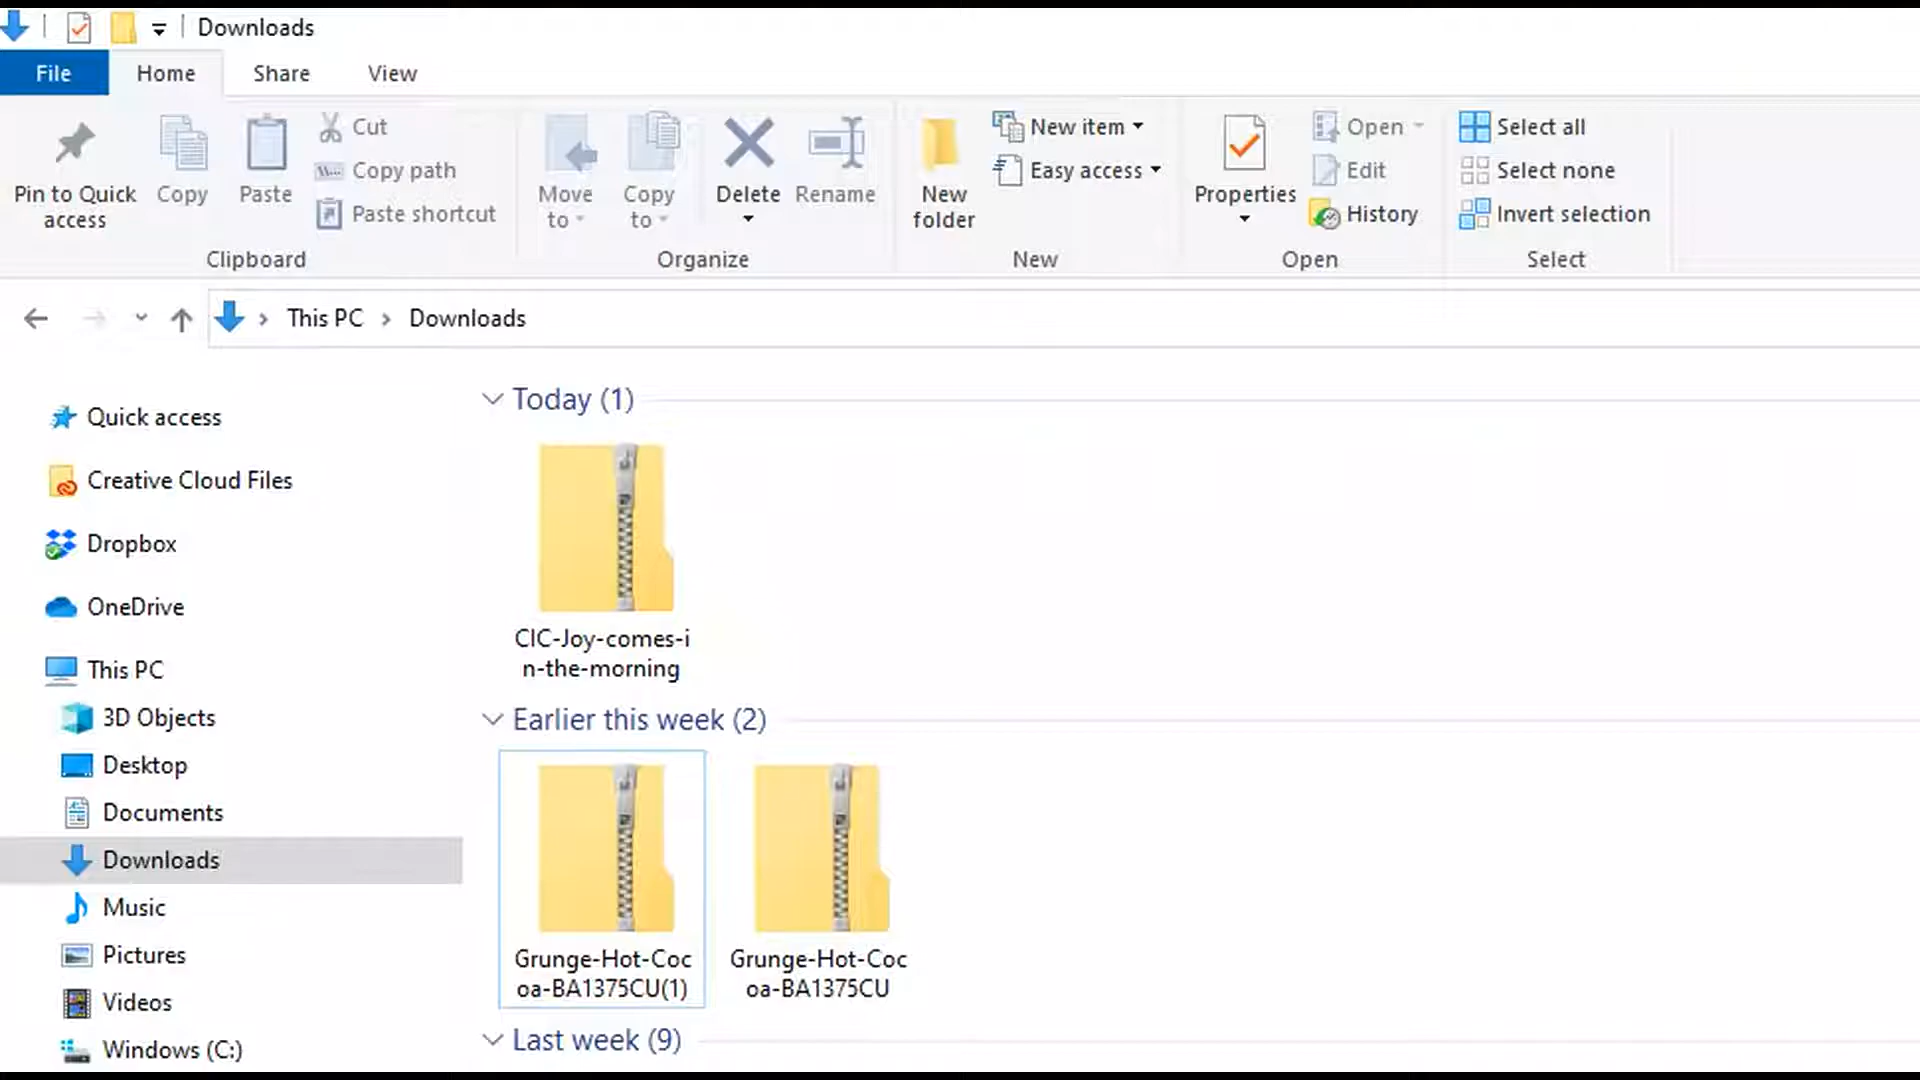 Downloads
File Home Share View
Pin to Quick
access
Copy
Paste
Cut
Copy path
Paste shortcut
Clipboard
Move
to
Copy
to
Delete
Rename
Organize
New
folder
New item
Easy access
New
Properties
Open
Edit
History
Open
Select all
Select none
Invert selection
Select
This PC > Downloads
Quick access
Creative Cloud Files
Dropbox
OneDrive
This PC
3D Objects
Desktop
Documents
Downloads
Music
Pictures
Videos
Windows (C:)
Today (1)
CIC-Joy-comes-i
n-the-morning
Earlier this week (2)
Grunge-Hot-Coc
oa-BA1375CU(1)
Grunge-Hot-Coc
oa-BA1375CU
Last week (9)